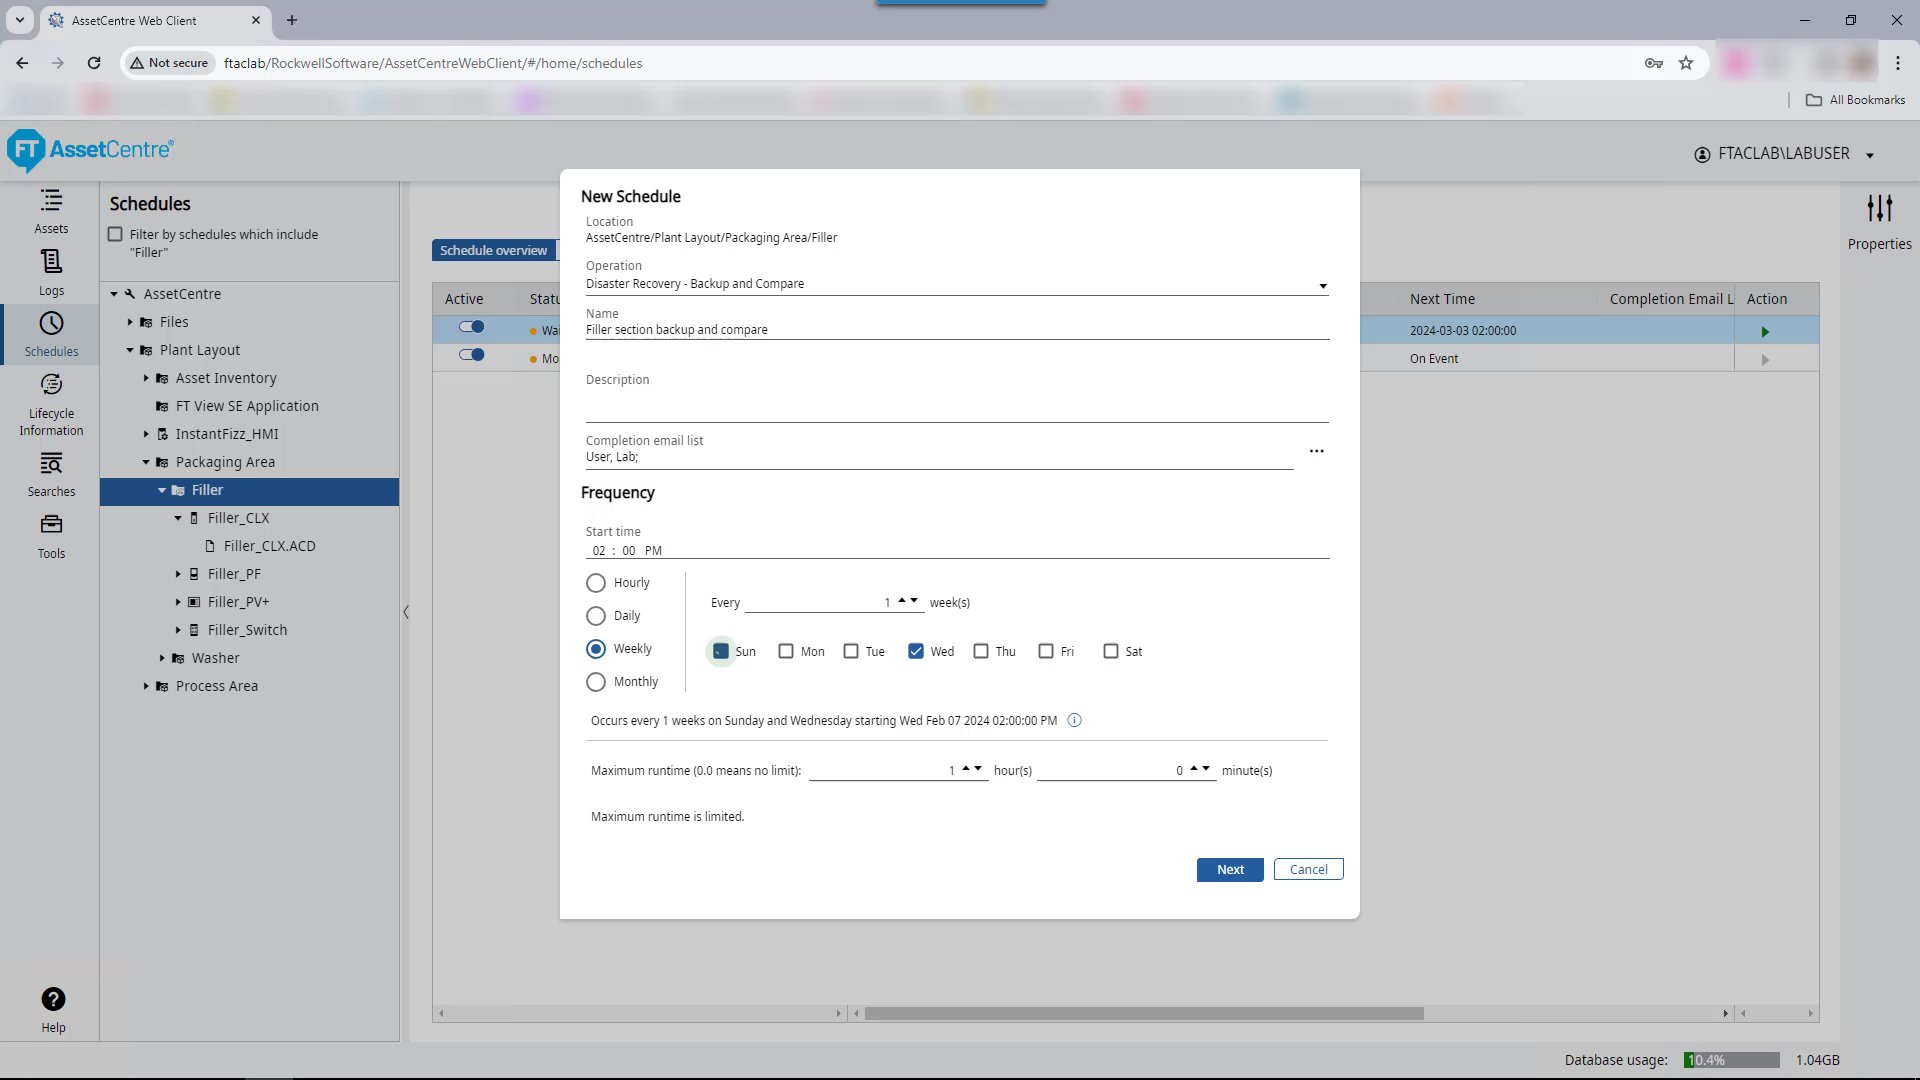 AssetCentre Web Client
Not secure
ftaclab/RockwellSoftware/AssetCentreWebClient/#/home/schedules
All Bookmarks
FT AssetCentre®
FTACLAB\LABUSER
Assets
Logs
Schedules
Lifecycle
Information
Searches
Tools
Help
Schedules
Filter by schedules which include
"Filler"
AssetCentre
Files
Plant Layout
Asset Inventory
FT View SE Application
InstantFizz_HMI
Packaging Area
Filler
Filler_CLX
Filler_CLX.ACD
Filler_PF
Filler_PV+
Filler_Switch
Washer
Process Area
Schedule overview
Active Statu Next Time Completion Email L Action
Wai 2024-03-03 02:00:00
Mo On Event
New Schedule
Location
AssetCentre/Plant Layout/Packaging Area/Filler
Operation
Disaster Recovery - Backup and Compare
Name
Filler section backup and compare
Description
Completion email list
User, Lab;
...
Frequency
Start time
02 : 00 PM
Hourly
Daily
Weekly
Monthly
Every 1 week(s)
Sun Mon Tue Wed Thu Fri Sat
Occurs every 1 weeks on Sunday and Wednesday starting Wed Feb 07 2024 02:00:00 PM
Maximum runtime (0.0 means no limit): 1 hour(s) 0 minute(s)
Maximum runtime is limited.
Next Cancel
Properties
Database usage: 10.4% 1.04GB